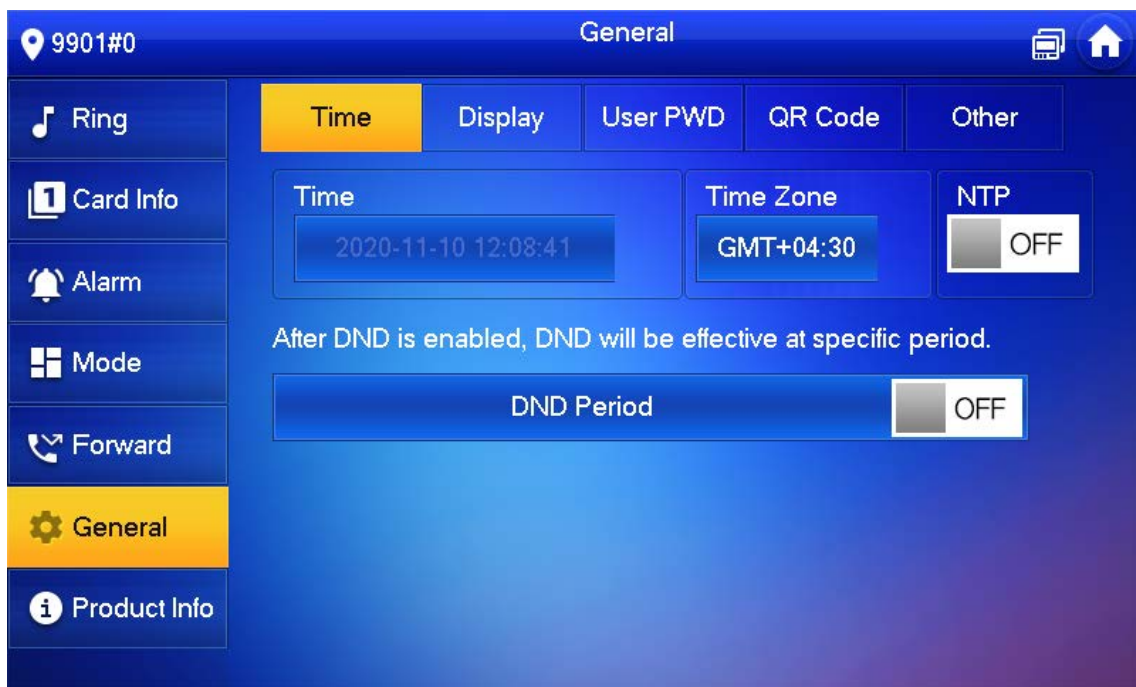 9901#0
General
Ring
Card Info
Alarm
Mode
Forward
General
Product Info
Time
Display
User PWD
QR Code
Other
Time
2020-11-10 12:08:41
Time Zone
GMT+04:30
NTP
OFF
After DND is enabled, DND will be effective at specific period.
DND Period
OFF